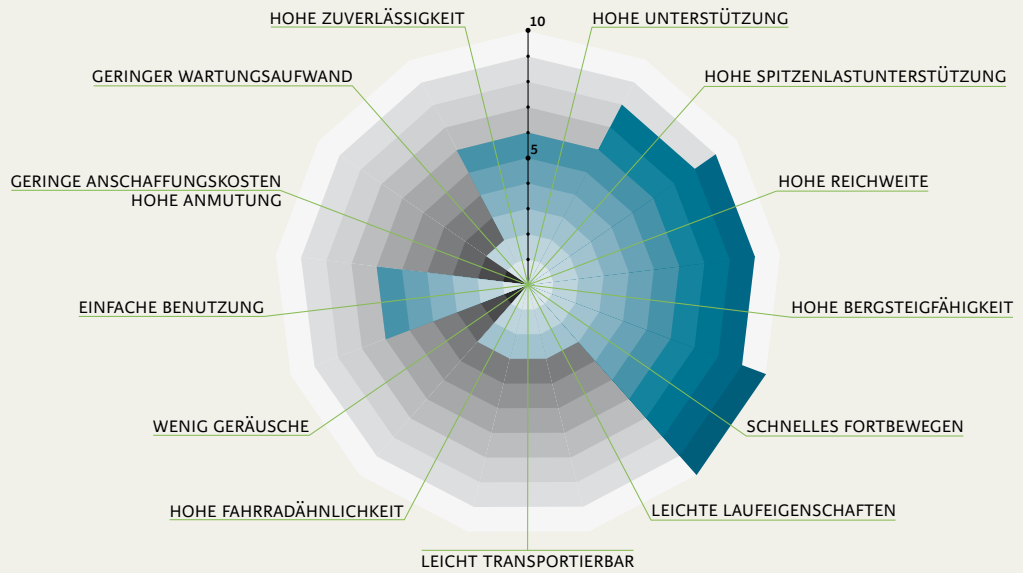 HOHE ZUVERLÄSSIGKEIT
10
HOHE UNTERSTÜTZUNG
GERINGER WARTUNGSAUFWAND
HOHE SPITZENLASTUNTERSTÜTZUNG
5
GERINGE ANSCHAFFUNGSKOSTEN
HOHE ANMUTUNG
HOHE REICHWEITE
EINFACHE BENUTZUNG
HOHE BERGSTEIGFÄHIGKEIT
WENIG GERÄUSCHE
SCHNELLES FORTBEWEGEN
HOHE FAHRRADÄHNLICHKEIT
LEICHTE LAUFEIGENSCHAFTEN
LEICHT TRANSPORTIERBAR